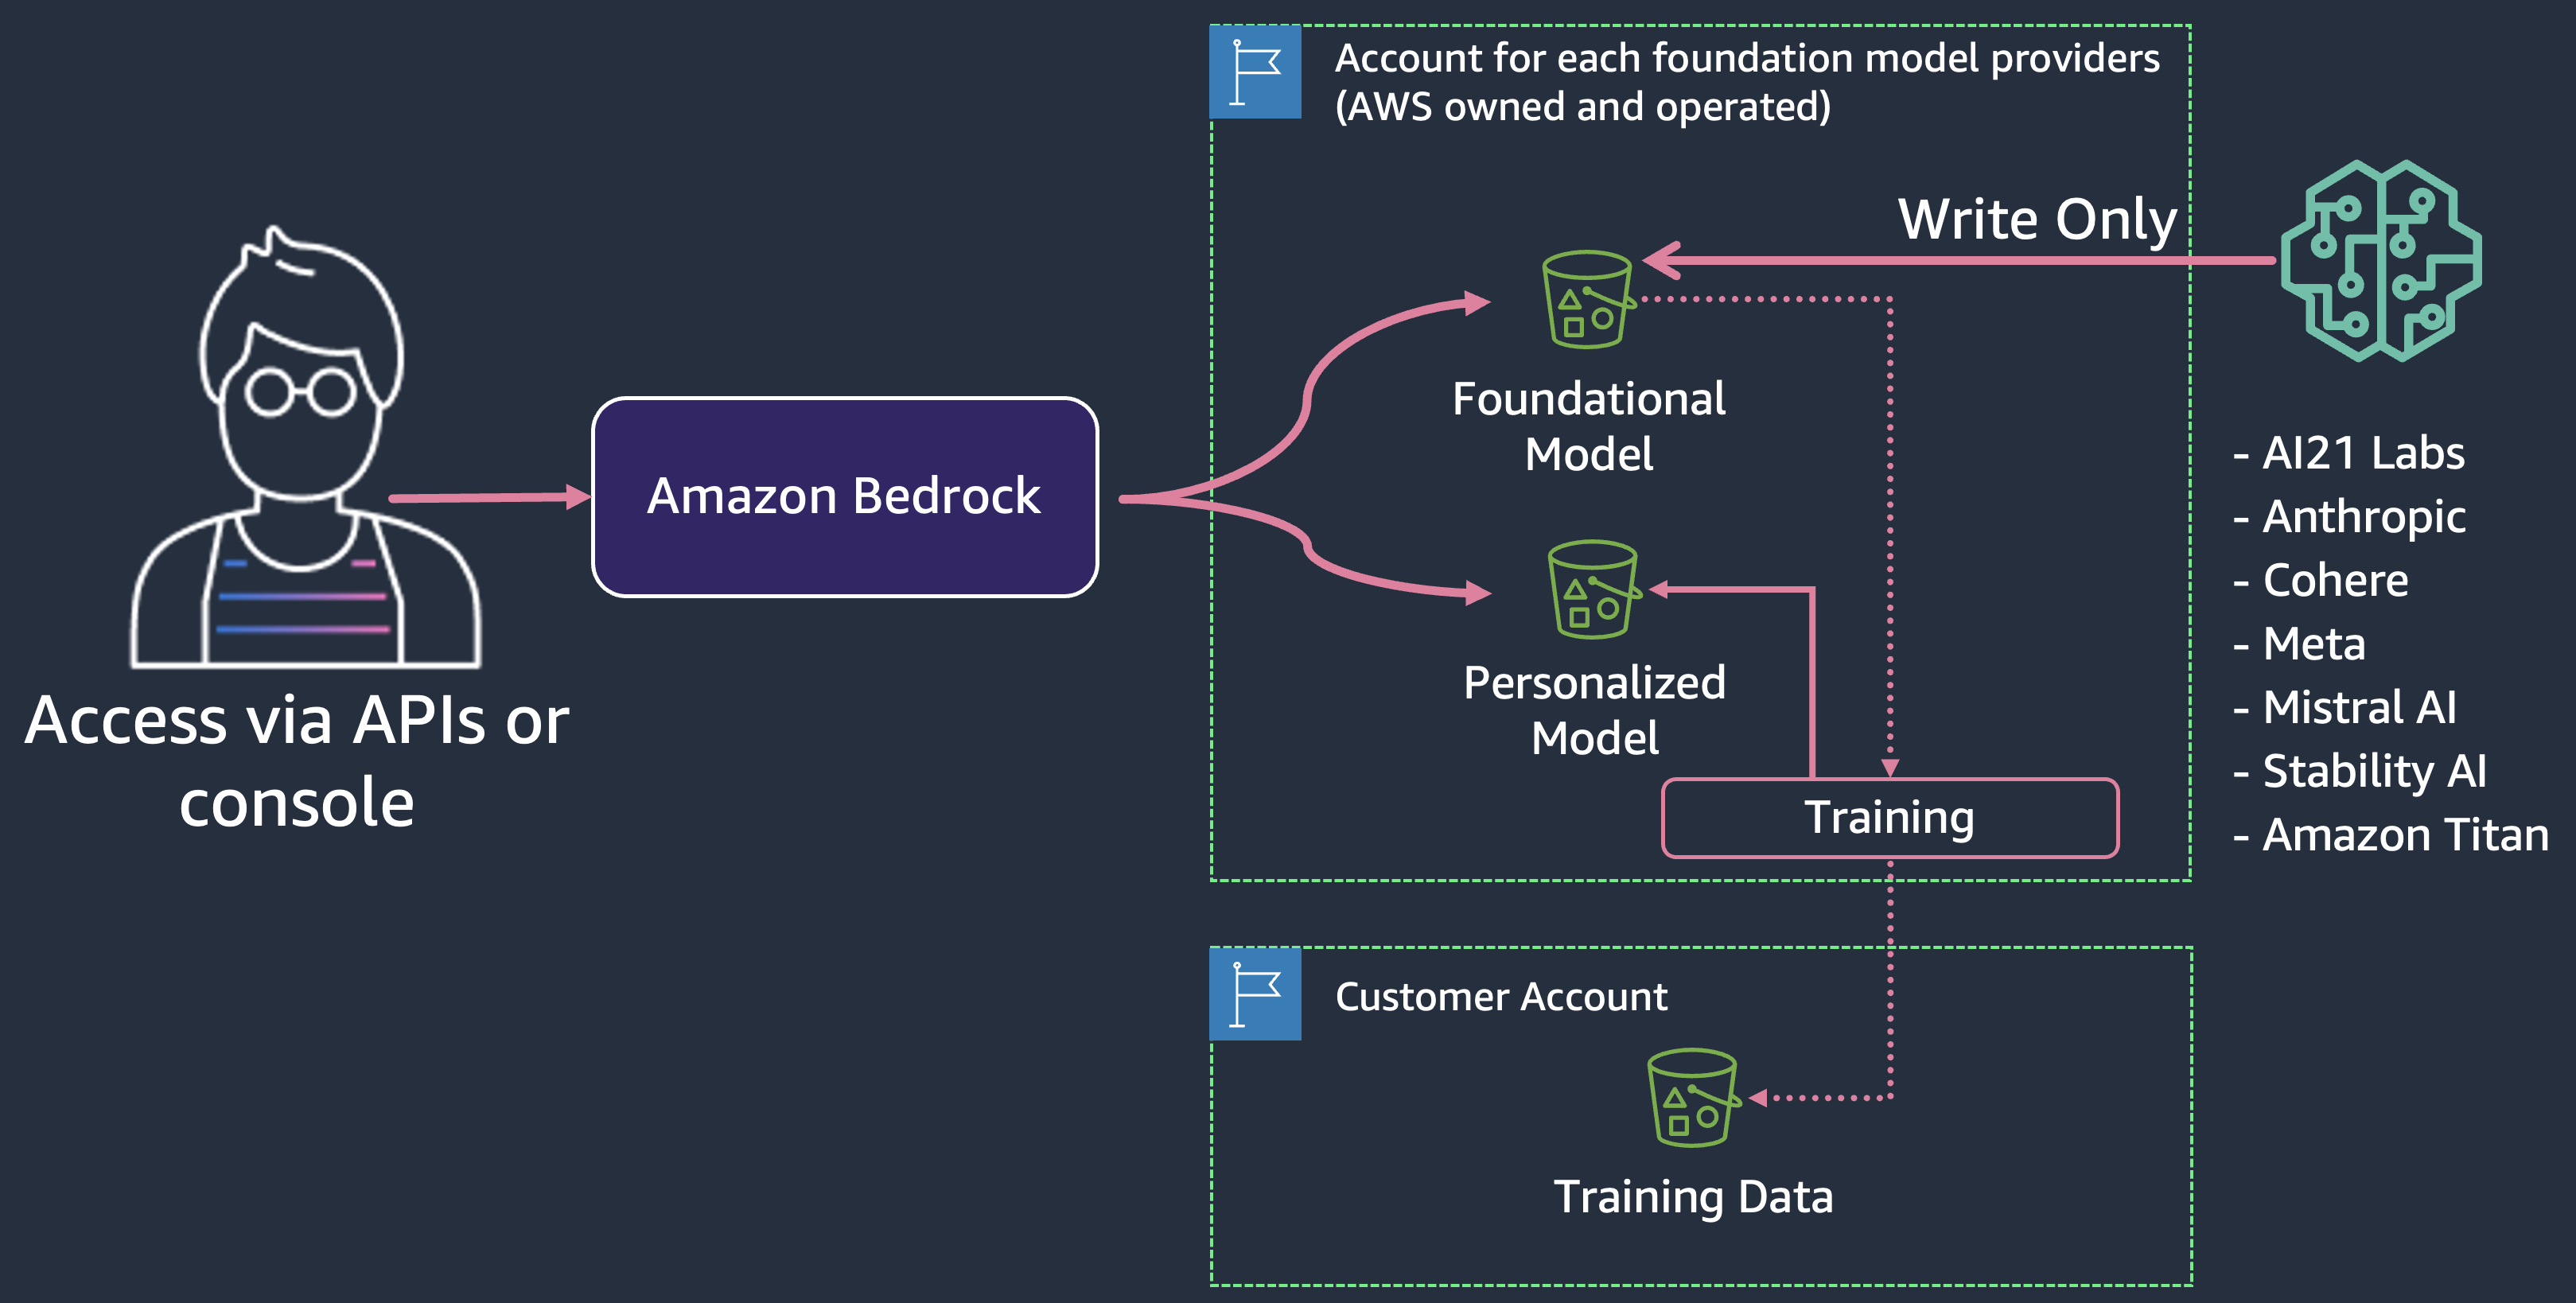 Account for each foundation model providers
(AWS owned and operated)
Write Only
Foundational
Model
Amazon Bedrock
Access via APIs or
console
Personalized
Model
Training
- AI21 Labs
- Anthropic
- Cohere
- Meta
- Mistral AI
- Stability AI
- Amazon Titan
Customer Account
Training Data